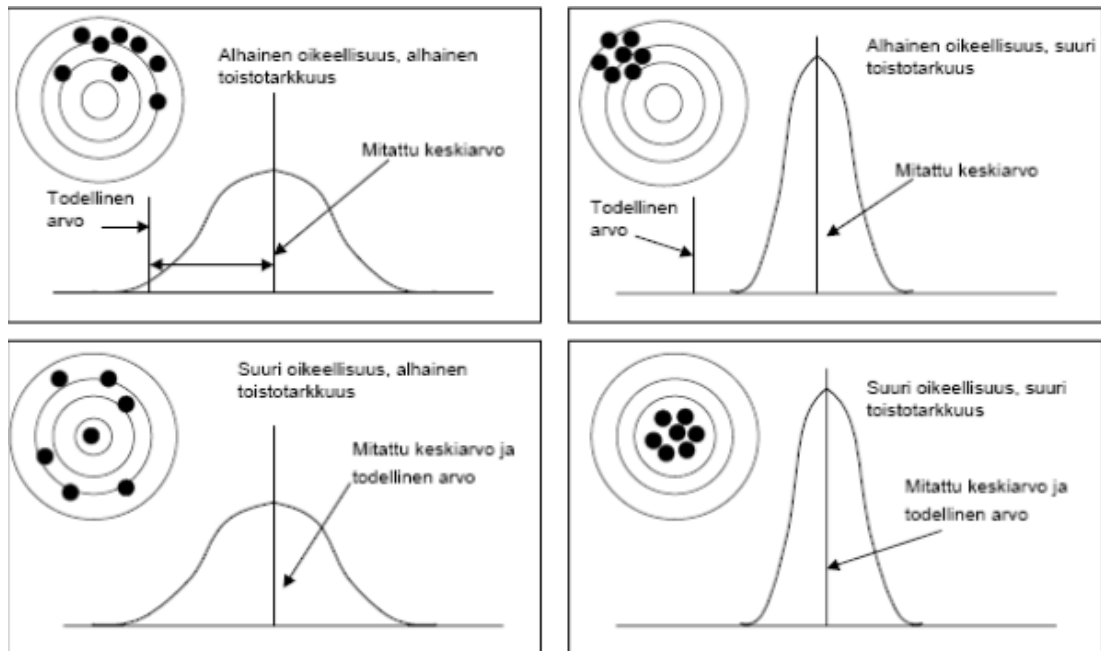 Alhainen oikeellisuus, alhainen
toistotarkkuus
Mitattu keskiarvo
Todellinen
arvo
Alhainen oikeellisuus, suuri
toistotarkuus
Mitattu keskiarvo
Todellinen
arvo
Suuri oikeellisuus, alhainen
toistotarkkuus
Mitattu keskiarvo ja
todellinen arvo
Suuri oikeellisuus, suuri
toistotarkkuus
Mitattu keskiarvo ja
todellinen arvo